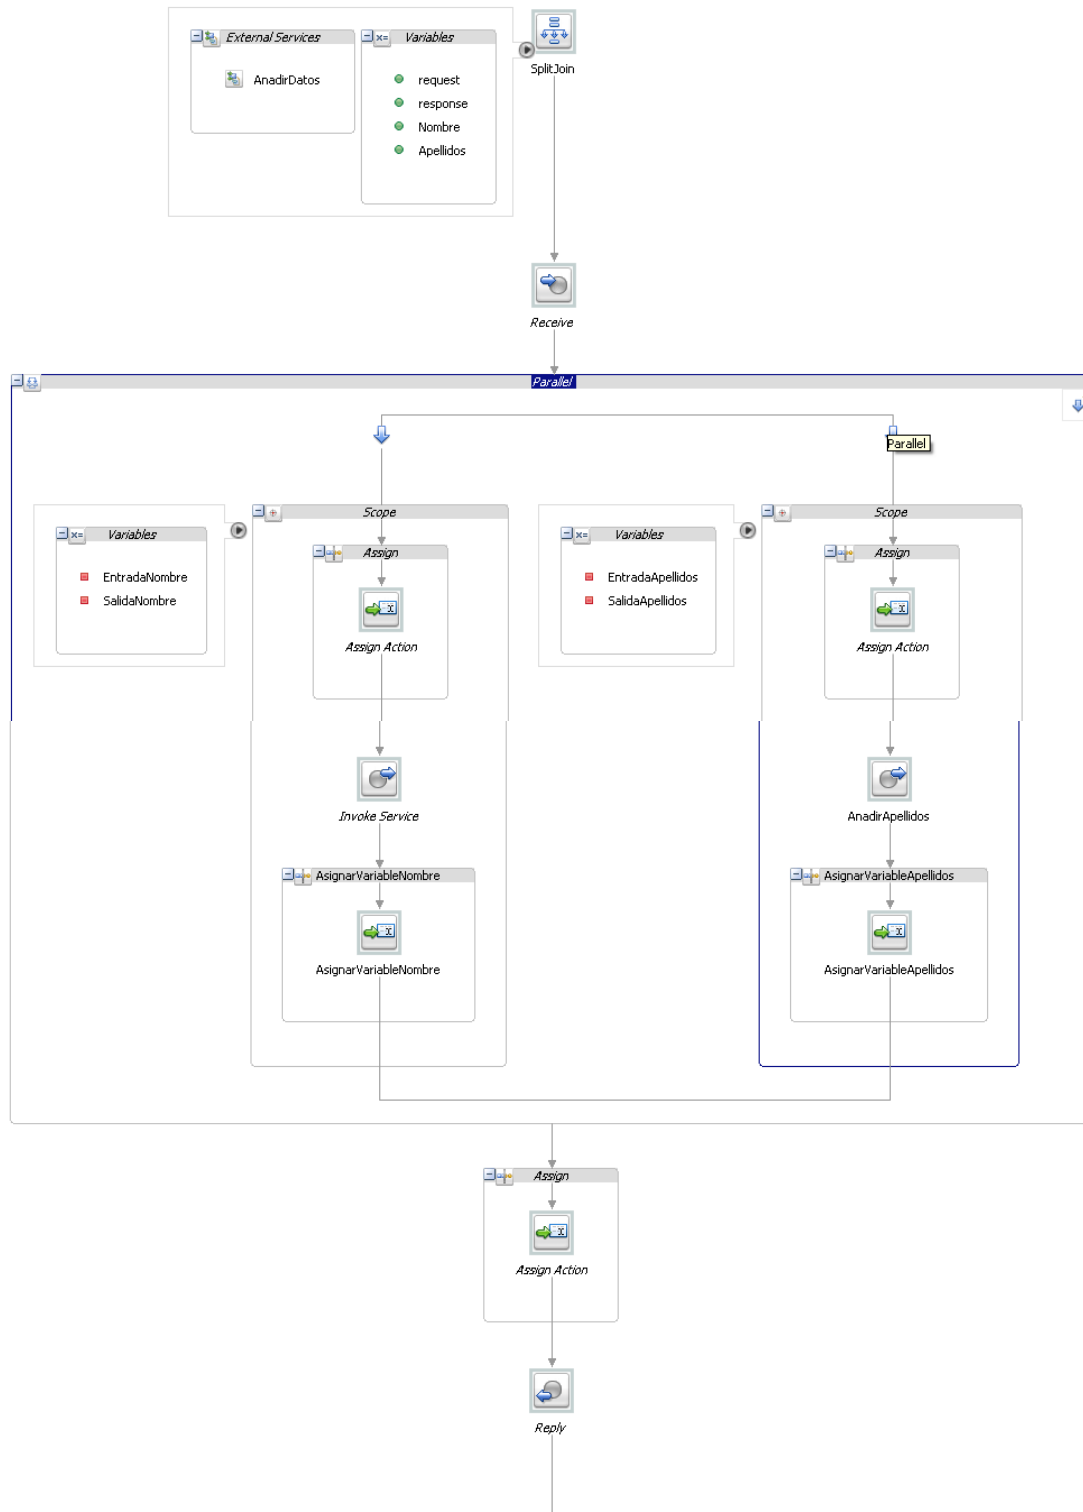 External Services
Variables
AnadirDatos
request
response
Nombre
Apellidos
SplitJoin
Receive
Parallel
Parallel
Variables
EntradaNombre
SalidaNombre
Scope
Assign
Assign Action
Variables
EntradaApellidos
SalidaApellidos
Scope
Assign
Assign Action
Invoke Service
AnadirApellidos
AsignarVariableNombre
AsignarVariableNombre
AsignarVariableApellidos
AsignarVariableApellidos
Assign
Assign Action
Reply